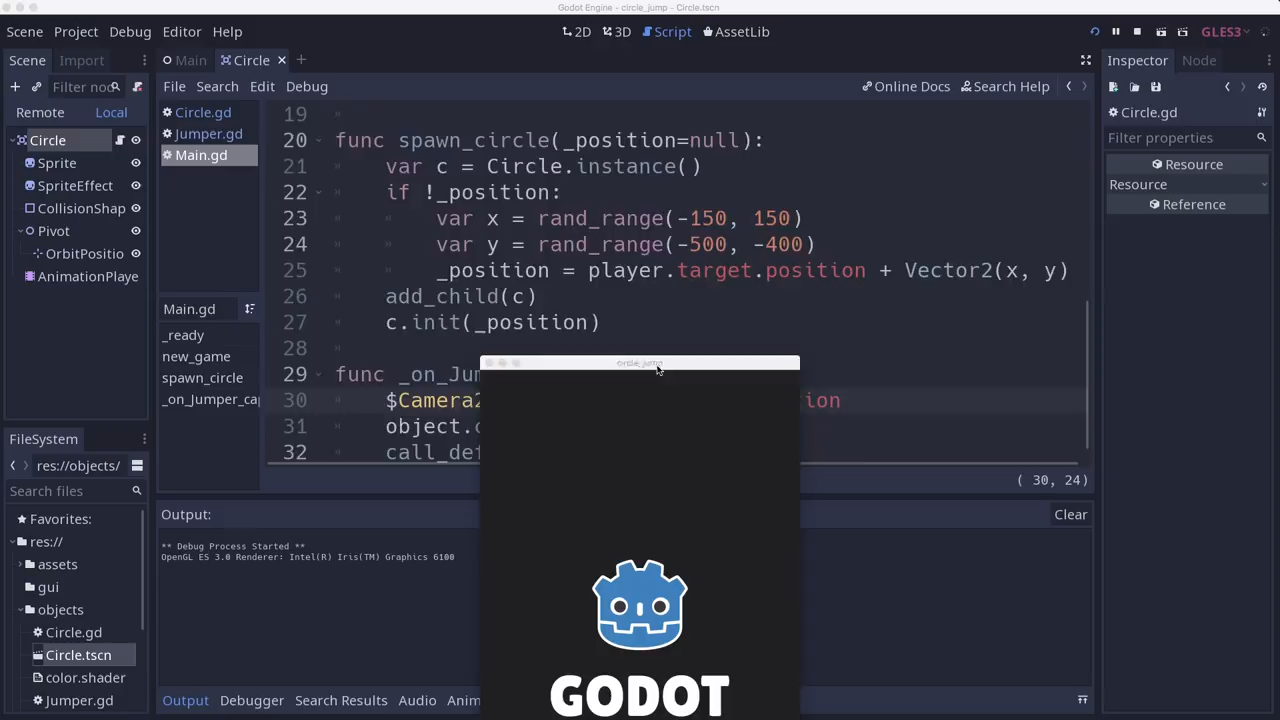 Godot Engine - circle_jump - Circle.tscn
Scene Project Debug Editor Help
2D 3D Script AssetLib
GLES3
Scene Import
Filter nod
Remote Local
Circle
Sprite
SpriteEffect
CollisionShap
Pivot
OrbitPositio
AnimationPlaye
FileSystem
res://objects/
Search files
Favorites:
res://
assets
gui
objects
Circle.gd
Circle.tscn
color.shader
Jumper.gd
Main Circle
File Search Edit Debug
Online Docs Search Help
Circle.gd
Jumper.gd
Main.gd
Main.gd
_ready
new_game
spawn_circle
_on_Jumper_ca
19
20 func spawn_circle(_position=null):
21 var c = Circle.instance()
22 if !_position:
23 var x = rand_range(-150, 150)
24 var y = rand_range(-500, -400)
25 _position = player.target.position + Vector2(x, y)
26 add_child(c)
27 c.init(_position)
28
29 func _on_Jum
30 $Camera2 ion
31 object.c
32 call_def
( 30, 24)
circle_jump
GODOT
Output:
Clear
** Debug Process Started **
OpenGL ES 3.0 Renderer: Intel(R) Iris(TM) Graphics 6100
Output Debugger Search Results Audio Anim
Inspector Node
Circle.gd
Filter properties
Resource
Resource
Reference